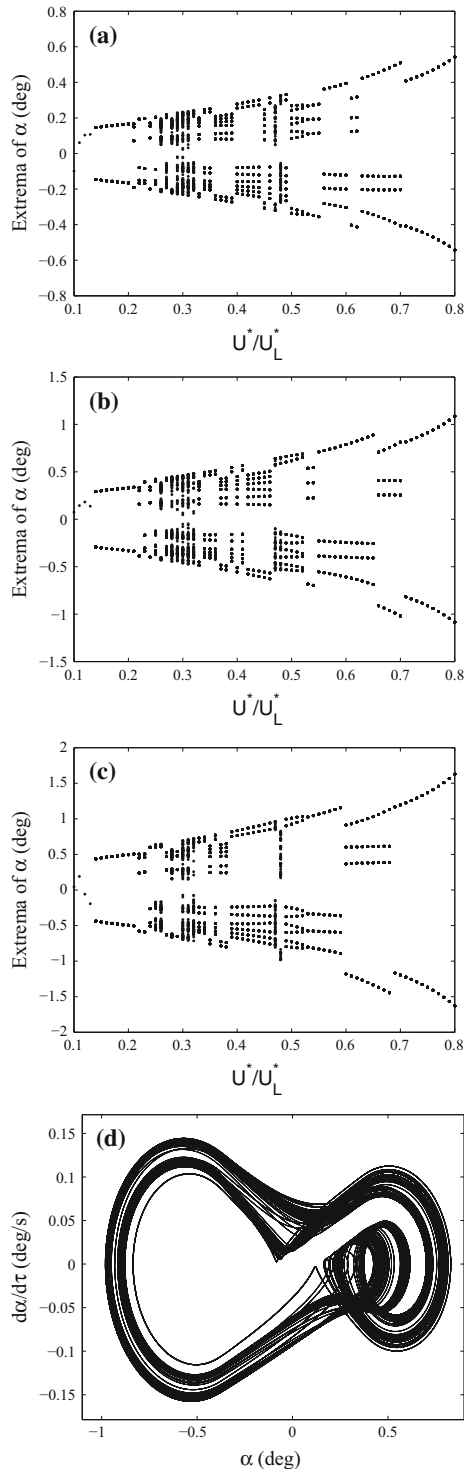 (a)
Extrema of α (deg)
0.8
0.6
0.4
0.2
0
−0.2
−0.4
−0.6
−0.8
0.1 0.2 0.3 0.4 0.5 0.6 0.7 0.8
U*/U*L
(b)
Extrema of α (deg)
1.5
1
0.5
0
−0.5
−1
−1.5
0.1 0.2 0.3 0.4 0.5 0.6 0.7 0.8
U*/U*L
(c)
Extrema of α (deg)
2
1.5
1
0.5
0
−0.5
−1
−1.5
−2
0.1 0.2 0.3 0.4 0.5 0.6 0.7 0.8
U*/U*L
(d)
dα/dτ (deg/s)
0.15
0.1
0.05
0
−0.05
−0.1
−0.15
−1 −0.5 0 0.5
α (deg)